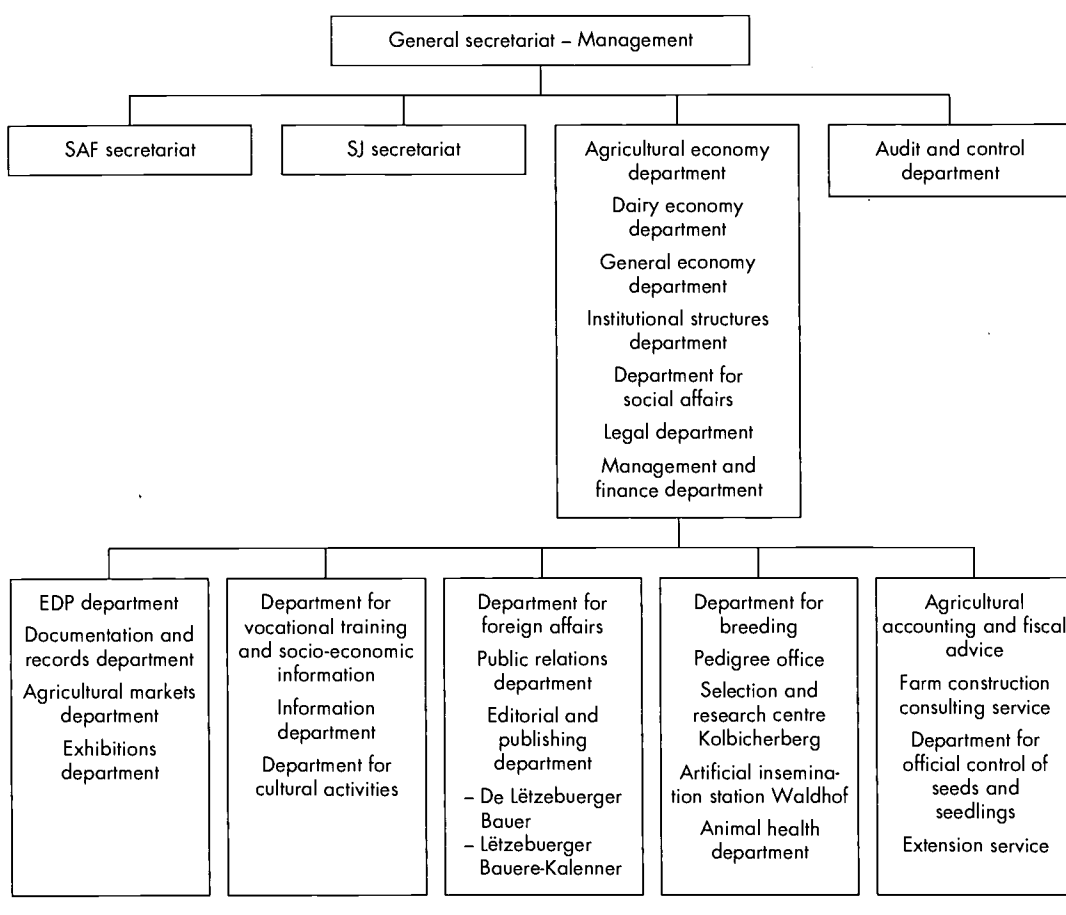 General secretariat – Management
SAF secretariat
SJ secretariat
Agricultural economy
department
Dairy economy
department
General economy
department
Institutional structures
department
Department for
social affairs
Legal department
Management and
finance department
Audit and control
department
EDP department
Documentation and
records department
Agricultural markets
department
Exhibitions
department
Department for
vocational training
and socio-economic
information
Information
department
Department for
cultural activities
Department for
foreign affairs
Public relations
department
Editorial and
publishing
department
– De Lëtzebuerger
Bauer
– Lëtzebuerger
Bauere-Kalenner
Department for
breeding
Pedigree office
Selection and
research centre
Kolbicherberg
Artificial insemina-
tion station Waldhof
Animal health
department
Agricultural
accounting and fiscal
advice
Farm construction
consulting service
Department for
official control of
seeds and
seedlings
Extension service